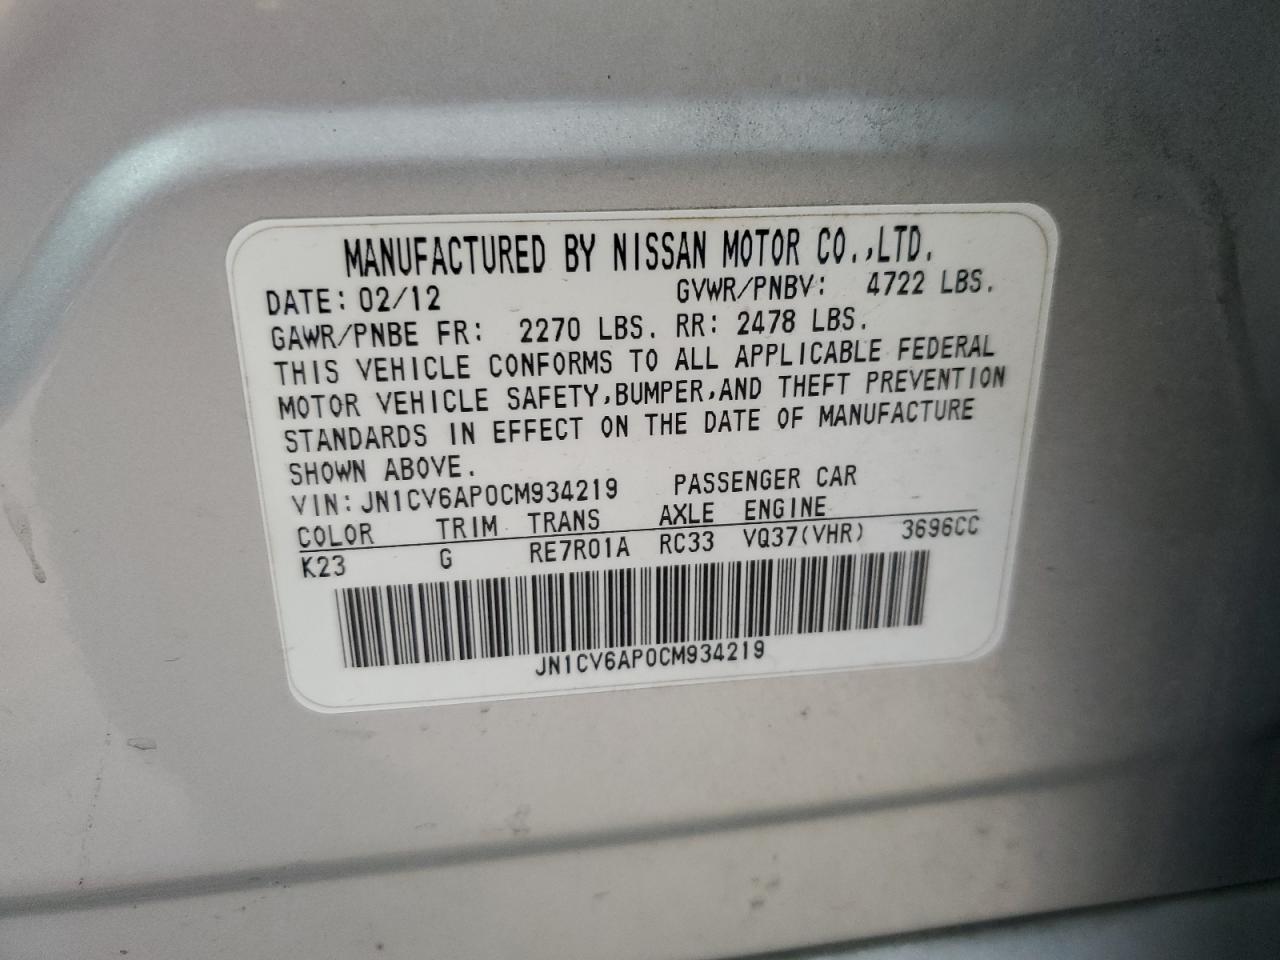 MANUFACTURED BY NISSAN MOTOR CO.,LTD.
DATE: 02/12 GVWR/PNBV: 4722 LBS.
GAWR/PNBE FR: 2270 LBS. RR: 2478 LBS.
THIS VEHICLE CONFORMS TO ALL APPLICABLE FEDERAL
MOTOR VEHICLE SAFETY,BUMPER,AND THEFT PREVENTION
STANDARDS IN EFFECT ON THE DATE OF MANUFACTURE
SHOWN ABOVE.
VIN:JN1CV6AP0CM934219 PASSENGER CAR
COLOR TRIM TRANS AXLE ENGINE
K23 G RE7R01A RC33 VQ37(VHR) 3696CC
JN1CV6AP0CM934219